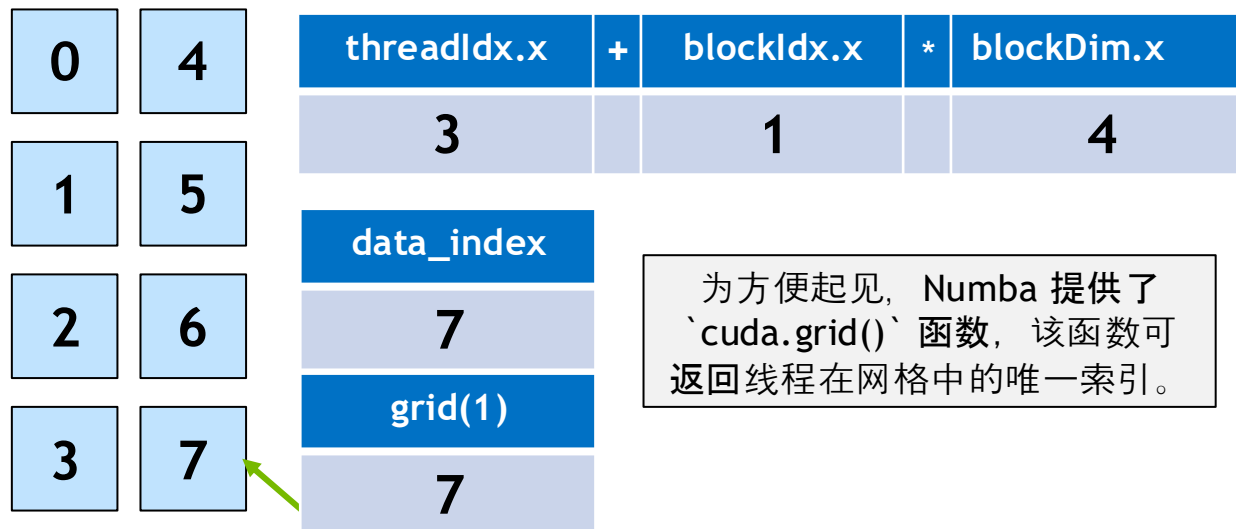 0 4
threadIdx.x + blockIdx.x * blockDim.x
3 1 4
1 5
data_index
7
2 6
为方便起见，Numba 提供了
`cuda.grid()` 函数，该函数可
返回线程在网格中的唯一索引。
grid(1)
3 7
7